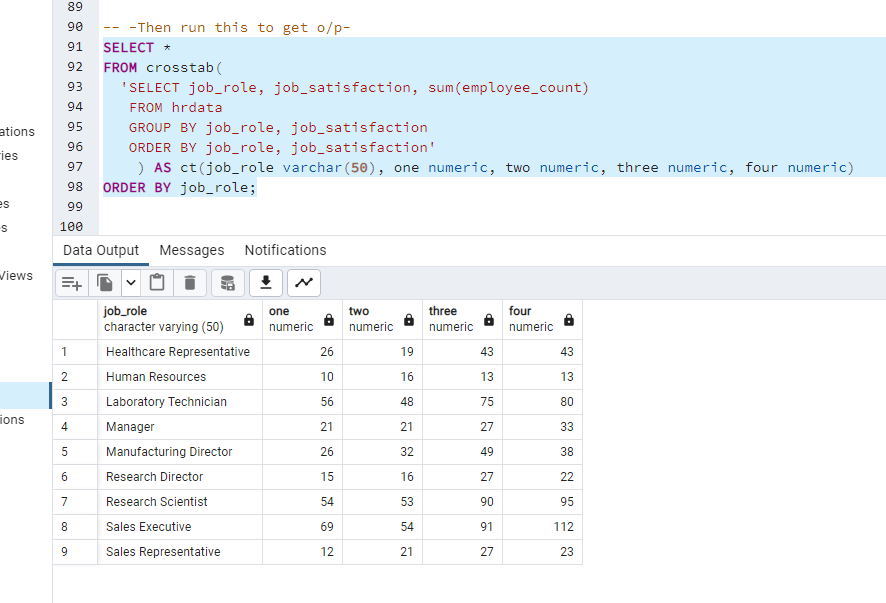 89
90 -- -Then run this to get o/p-
91 SELECT *
92 FROM crosstab(
93 'SELECT job_role, job_satisfaction, sum(employee_count)
94 FROM hrdata
95 GROUP BY job_role, job_satisfaction
96 ORDER BY job_role, job_satisfaction'
97 ) AS ct(job_role varchar(50), one numeric, two numeric, three numeric, four numeric)
98 ORDER BY job_role;
99
100
ations
ies
es
s
Views
ions
Data Output Messages Notifications
job_role one two three four
character varying (50) numeric numeric numeric numeric
1 Healthcare Representative 26 19 43 43
2 Human Resources 10 16 13 13
3 Laboratory Technician 56 48 75 80
4 Manager 21 21 27 33
5 Manufacturing Director 26 32 49 38
6 Research Director 15 16 27 22
7 Research Scientist 54 53 90 95
8 Sales Executive 69 54 91 112
9 Sales Representative 12 21 27 23